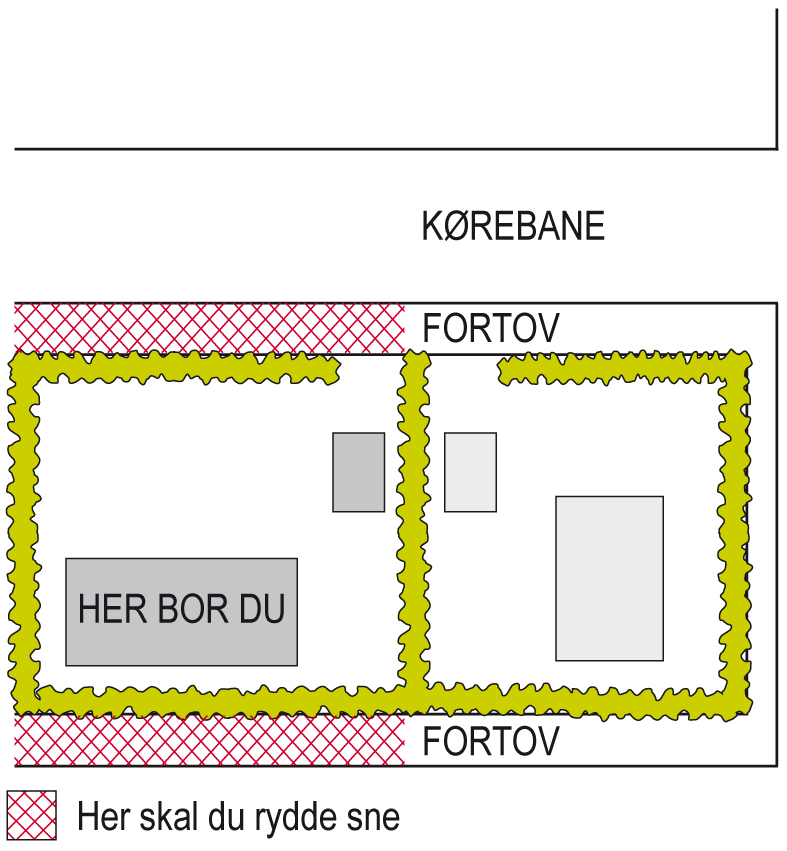 KØREBANE
FORTOV
HER BOR DU
FORTOV
Her skal du rydde sne